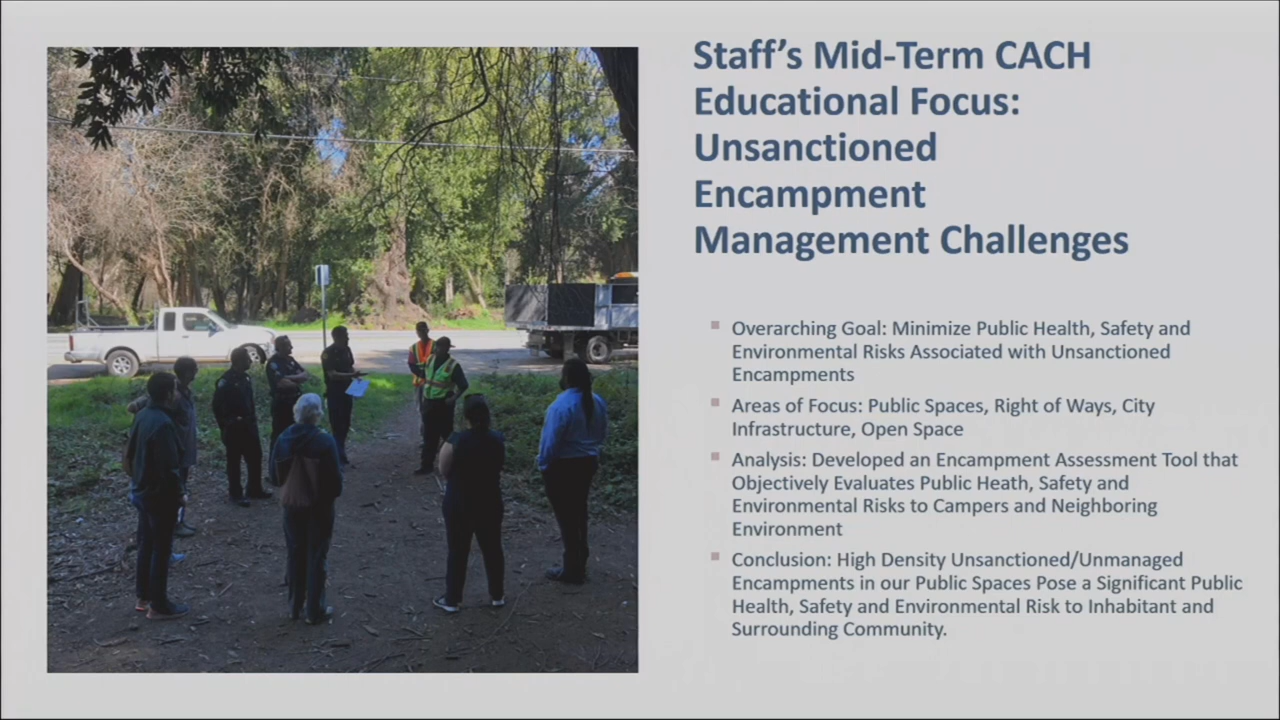 Staff's Mid-Term CACH
Educational Focus:
Unsanctioned
Encampment
Management Challenges
Overarching Goal: Minimize Public Health, Safety and
Environmental Risks Associated with Unsanctioned
Encampments
Areas of Focus: Public Spaces, Right of Ways, City
Infrastructure, Open Space
Analysis: Developed an Encampment Assessment Tool that
Objectively Evaluates Public Heath, Safety and
Environmental Risks to Campers and Neighboring
Environment
Conclusion: High Density Unsanctioned/Unmanaged
Encampments in our Public Spaces Pose a Significant Public
Health, Safety and Environmental Risk to Inhabitant and
Surrounding Community.